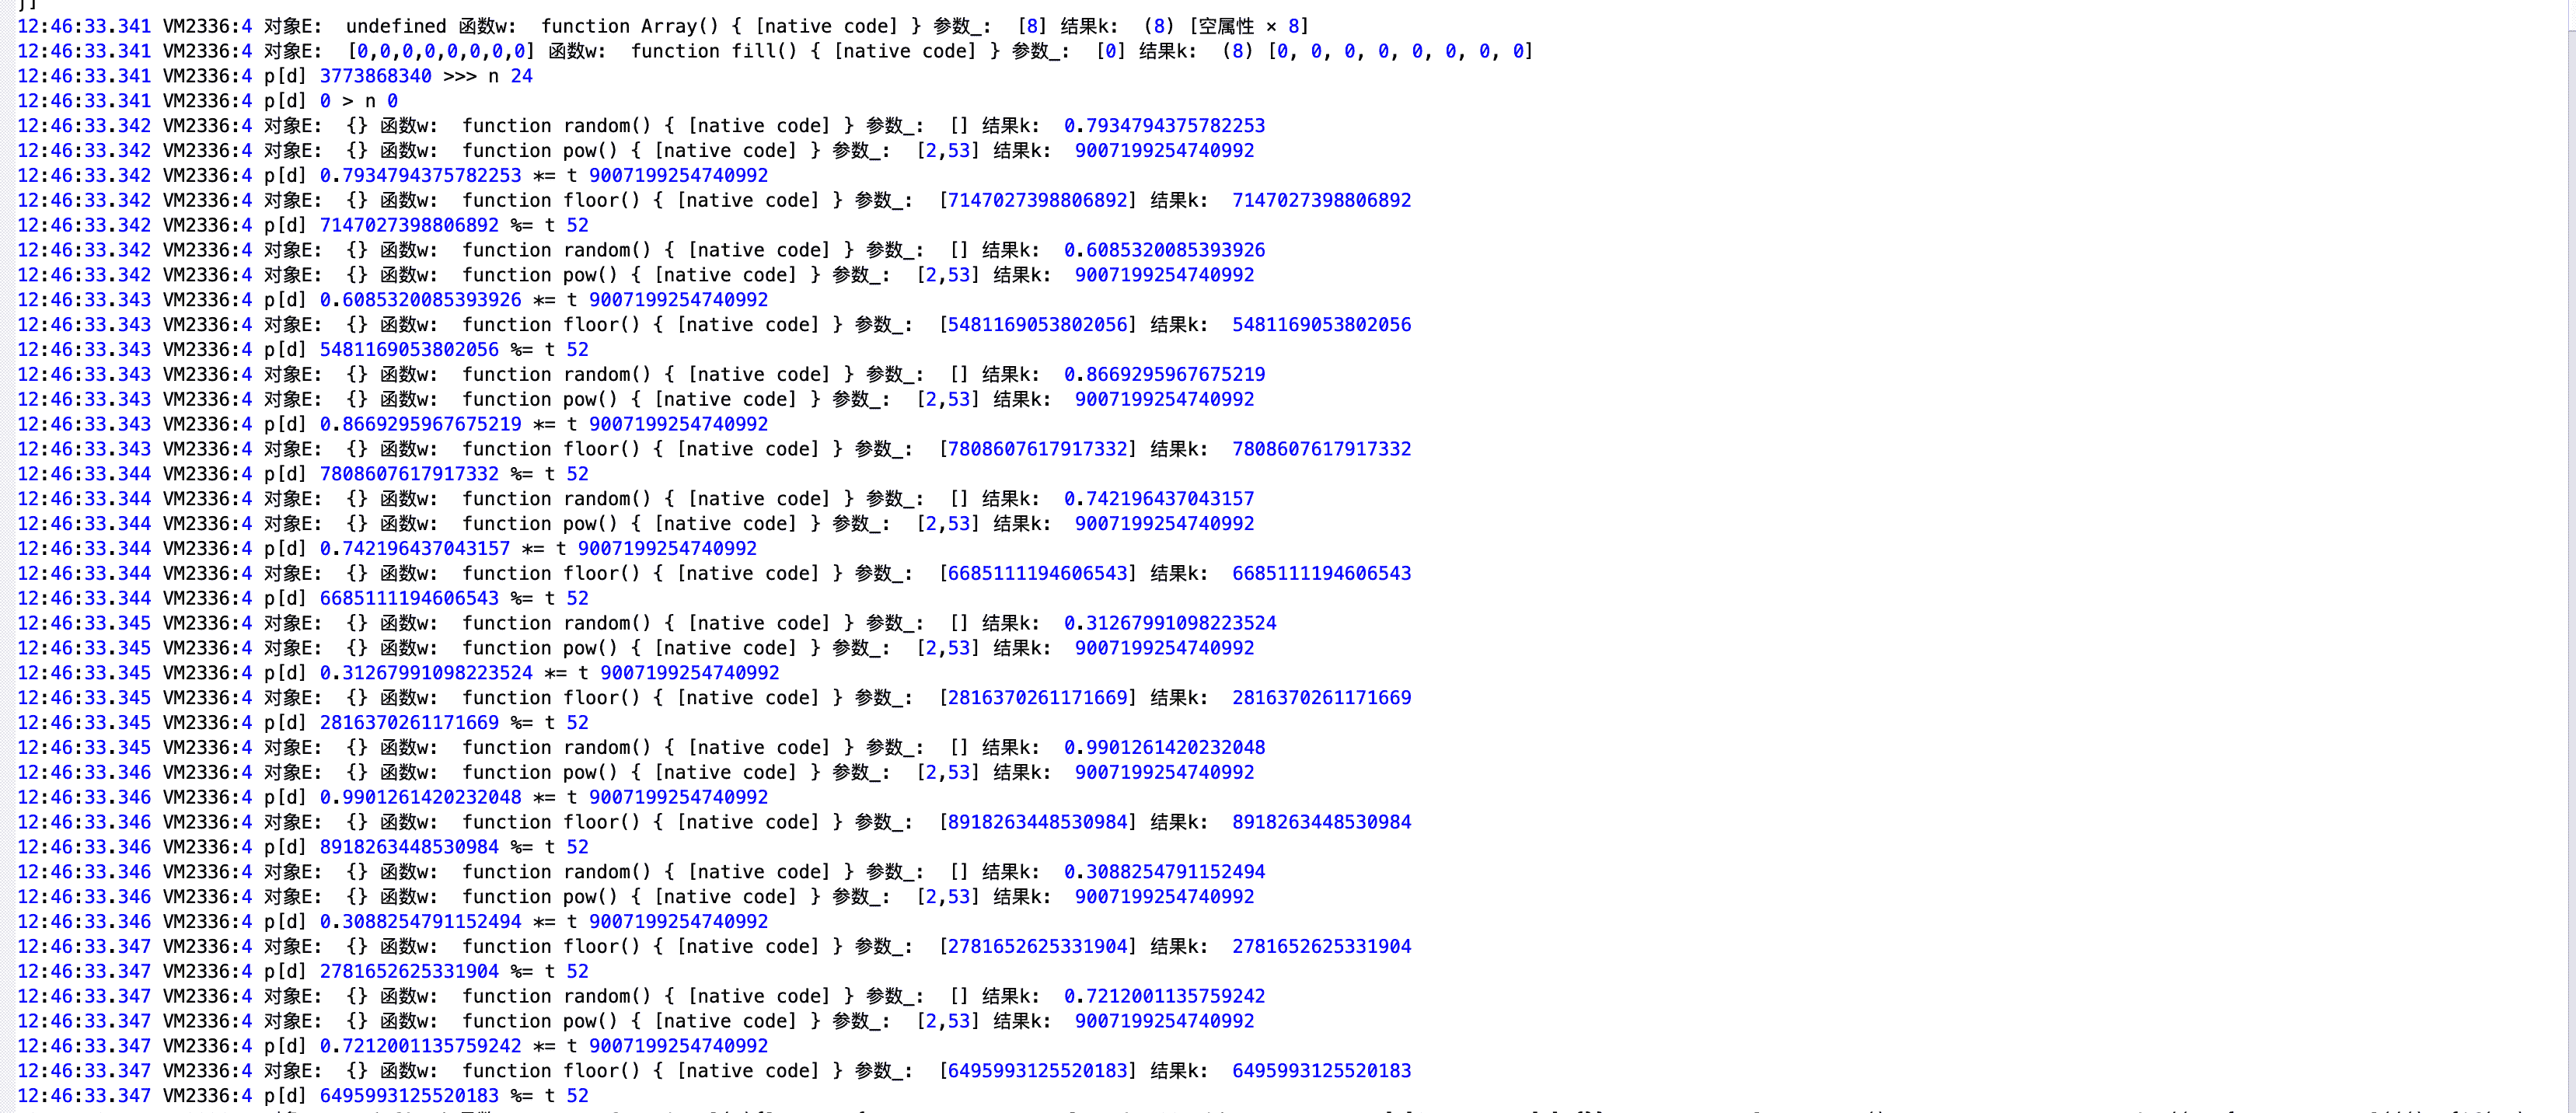 j]
12:46:33.341 VM2336:4 对象E:  undefined 函数w:  function Array() { [native code] } 参数_:  [8] 结果k:  (8) [空属性 × 8]
12:46:33.341 VM2336:4 对象E:  [0,0,0,0,0,0,0,0] 函数w:  function fill() { [native code] } 参数_:  [0] 结果k:  (8) [0, 0, 0, 0, 0, 0, 0, 0]
12:46:33.341 VM2336:4 p[d] 3773868340 >>> n 24
12:46:33.341 VM2336:4 p[d] 0 > n 0
12:46:33.342 VM2336:4 对象E:  {} 函数w:  function random() { [native code] } 参数_:  [] 结果k:  0.7934794375782253
12:46:33.342 VM2336:4 对象E:  {} 函数w:  function pow() { [native code] } 参数_:  [2,53] 结果k:  9007199254740992
12:46:33.342 VM2336:4 p[d] 0.7934794375782253 *= t 9007199254740992
12:46:33.342 VM2336:4 对象E:  {} 函数w:  function floor() { [native code] } 参数_:  [7147027398806892] 结果k:  7147027398806892
12:46:33.342 VM2336:4 p[d] 7147027398806892 %= t 52
12:46:33.342 VM2336:4 对象E:  {} 函数w:  function random() { [native code] } 参数_:  [] 结果k:  0.6085320085393926
12:46:33.342 VM2336:4 对象E:  {} 函数w:  function pow() { [native code] } 参数_:  [2,53] 结果k:  9007199254740992
12:46:33.343 VM2336:4 p[d] 0.6085320085393926 *= t 9007199254740992
12:46:33.343 VM2336:4 对象E:  {} 函数w:  function floor() { [native code] } 参数_:  [5481169053802056] 结果k:  5481169053802056
12:46:33.343 VM2336:4 p[d] 5481169053802056 %= t 52
12:46:33.343 VM2336:4 对象E:  {} 函数w:  function random() { [native code] } 参数_:  [] 结果k:  0.8669295967675219
12:46:33.343 VM2336:4 对象E:  {} 函数w:  function pow() { [native code] } 参数_:  [2,53] 结果k:  9007199254740992
12:46:33.343 VM2336:4 p[d] 0.8669295967675219 *= t 9007199254740992
12:46:33.343 VM2336:4 对象E:  {} 函数w:  function floor() { [native code] } 参数_:  [7808607617917332] 结果k:  7808607617917332
12:46:33.344 VM2336:4 p[d] 7808607617917332 %= t 52
12:46:33.344 VM2336:4 对象E:  {} 函数w:  function random() { [native code] } 参数_:  [] 结果k:  0.742196437043157
12:46:33.344 VM2336:4 对象E:  {} 函数w:  function pow() { [native code] } 参数_:  [2,53] 结果k:  9007199254740992
12:46:33.344 VM2336:4 p[d] 0.742196437043157 *= t 9007199254740992
12:46:33.344 VM2336:4 对象E:  {} 函数w:  function floor() { [native code] } 参数_:  [6685111194606543] 结果k:  6685111194606543
12:46:33.344 VM2336:4 p[d] 6685111194606543 %= t 52
12:46:33.345 VM2336:4 对象E:  {} 函数w:  function random() { [native code] } 参数_:  [] 结果k:  0.31267991098223524
12:46:33.345 VM2336:4 对象E:  {} 函数w:  function pow() { [native code] } 参数_:  [2,53] 结果k:  9007199254740992
12:46:33.345 VM2336:4 p[d] 0.31267991098223524 *= t 9007199254740992
12:46:33.345 VM2336:4 对象E:  {} 函数w:  function floor() { [native code] } 参数_:  [2816370261171669] 结果k:  2816370261171669
12:46:33.345 VM2336:4 p[d] 2816370261171669 %= t 52
12:46:33.345 VM2336:4 对象E:  {} 函数w:  function random() { [native code] } 参数_:  [] 结果k:  0.9901261420232048
12:46:33.346 VM2336:4 对象E:  {} 函数w:  function pow() { [native code] } 参数_:  [2,53] 结果k:  9007199254740992
12:46:33.346 VM2336:4 p[d] 0.9901261420232048 *= t 9007199254740992
12:46:33.346 VM2336:4 对象E:  {} 函数w:  function floor() { [native code] } 参数_:  [8918263448530984] 结果k:  8918263448530984
12:46:33.346 VM2336:4 p[d] 8918263448530984 %= t 52
12:46:33.346 VM2336:4 对象E:  {} 函数w:  function random() { [native code] } 参数_:  [] 结果k:  0.3088254791152494
12:46:33.346 VM2336:4 对象E:  {} 函数w:  function pow() { [native code] } 参数_:  [2,53] 结果k:  9007199254740992
12:46:33.346 VM2336:4 p[d] 0.3088254791152494 *= t 9007199254740992
12:46:33.347 VM2336:4 对象E:  {} 函数w:  function floor() { [native code] } 参数_:  [2781652625331904] 结果k:  2781652625331904
12:46:33.347 VM2336:4 p[d] 2781652625331904 %= t 52
12:46:33.347 VM2336:4 对象E:  {} 函数w:  function random() { [native code] } 参数_:  [] 结果k:  0.7212001135759242
12:46:33.347 VM2336:4 对象E:  {} 函数w:  function pow() { [native code] } 参数_:  [2,53] 结果k:  9007199254740992
12:46:33.347 VM2336:4 p[d] 0.7212001135759242 *= t 9007199254740992
12:46:33.347 VM2336:4 对象E:  {} 函数w:  function floor() { [native code] } 参数_:  [6495993125520183] 结果k:  6495993125520183
12:46:33.347 VM2336:4 p[d] 6495993125520183 %= t 52